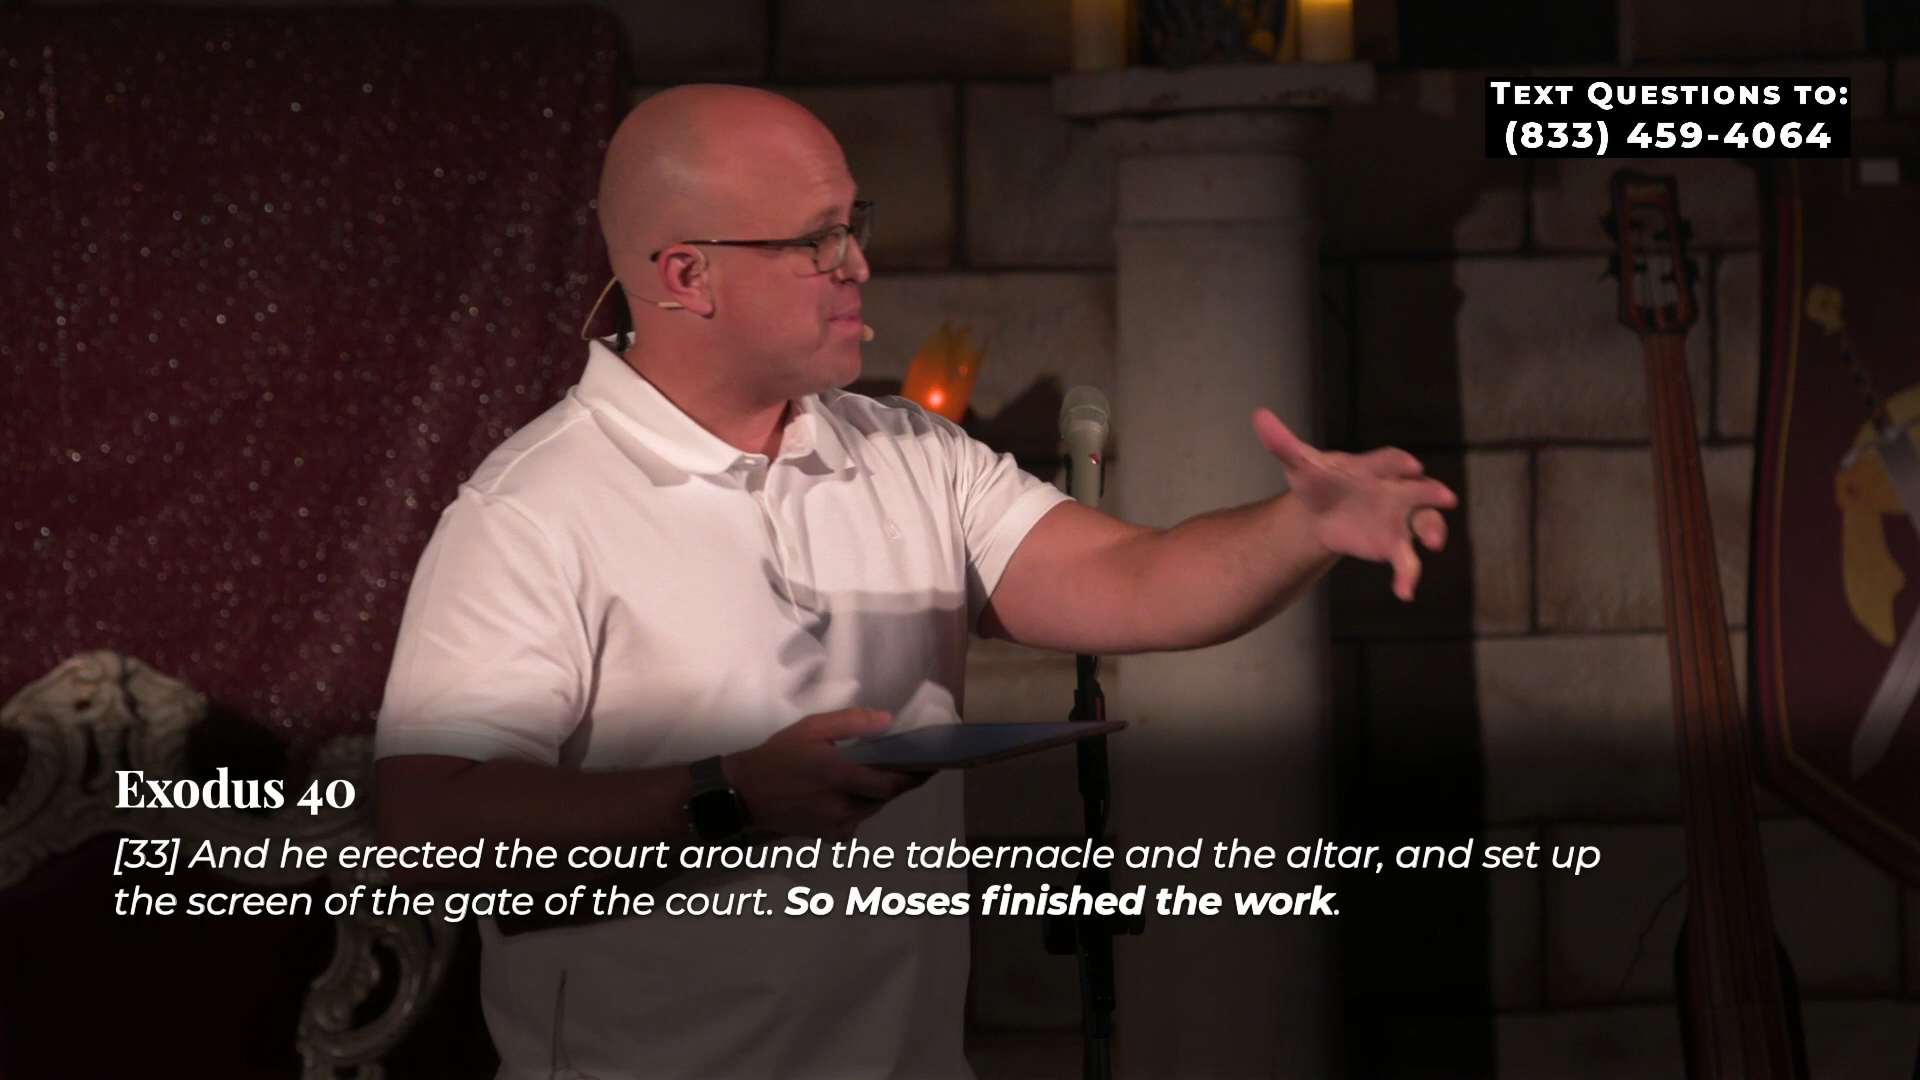 Text Questions to:
(833) 459-4064
Exodus 40
[33] And he erected the court around the tabernacle and the altar, and set up
the screen of the gate of the court. So Moses finished the work.